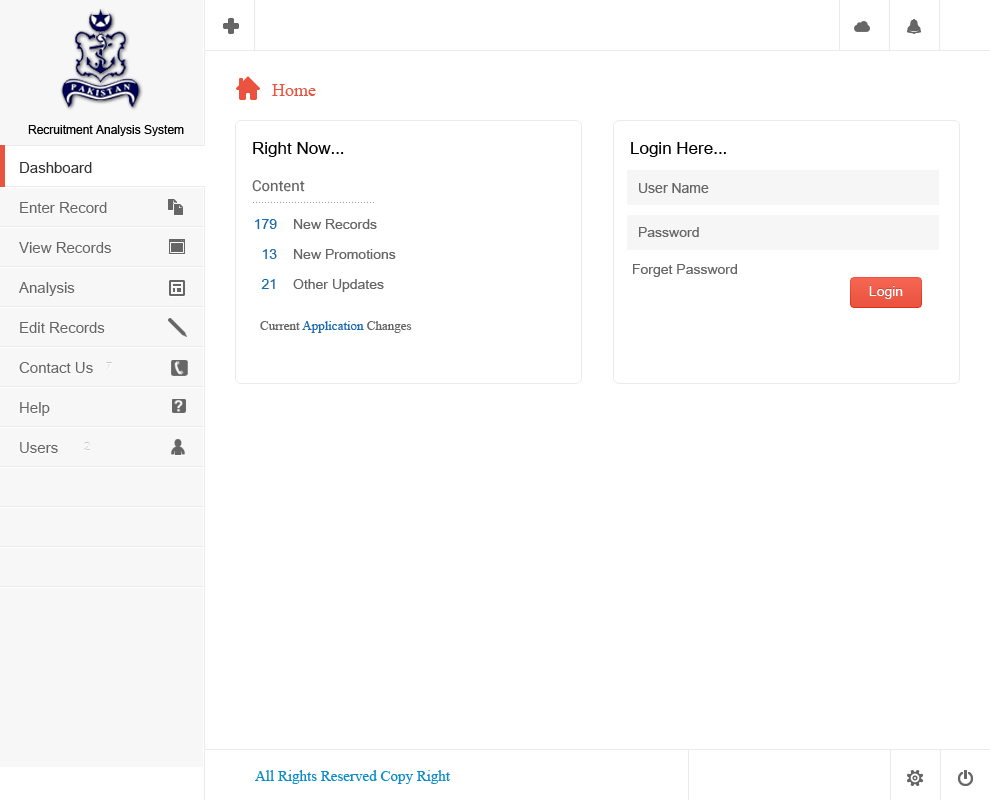 PAKISTAN
Recruitment Analysis System
Dashboard
Enter Record
View Records
Analysis
Edit Records
Contact Us
Help
Users
Home
Right Now...
Content
179 New Records
13 New Promotions
21 Other Updates
Current Application Changes
Login Here...
User Name
Password
Forget Password
Login
All Rights Reserved Copy Right